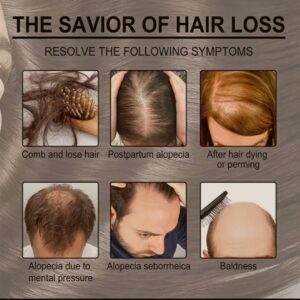 THE SAVIOR OF HAIR LOSS
RESOLVE THE FOLLOWING SYMPTOMS
Comb and lose hair
Postpartum alopecia
After hair dying
or perming
Alopecia due to
mental pressure
Alopecia seborrheica
Baldness